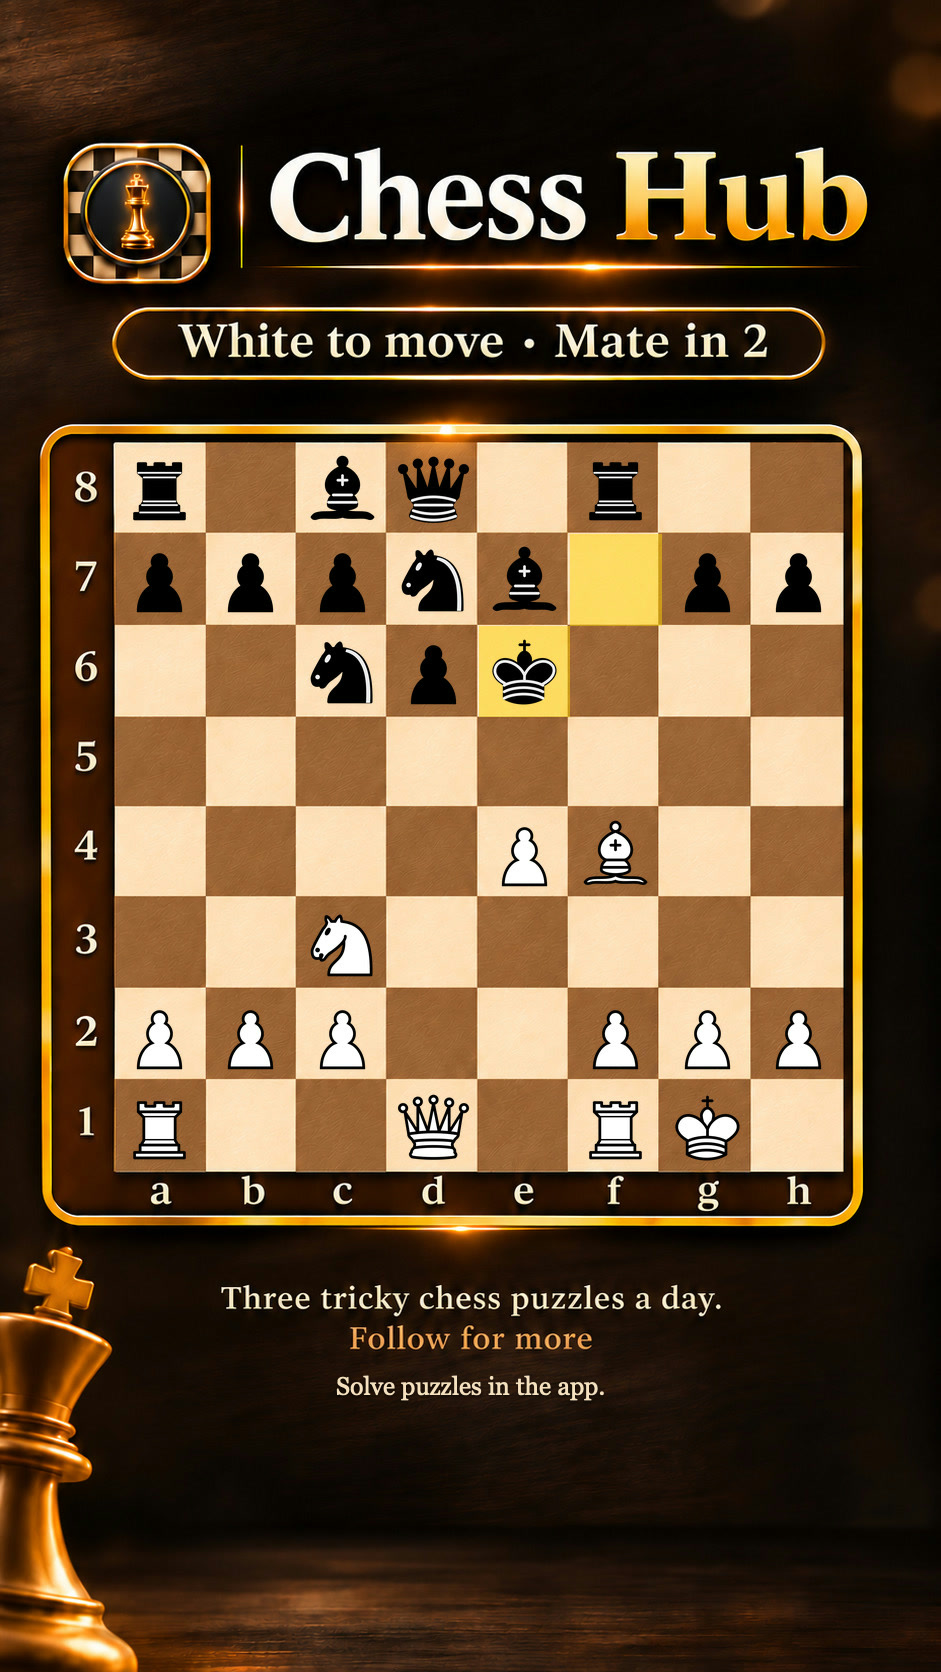 Chess Hub
White to move • Mate in 2
8
7
6
5
4
3
2
1
a b c d e f g h
Three tricky chess puzzles a day.
Follow for more
Solve puzzles in the app.